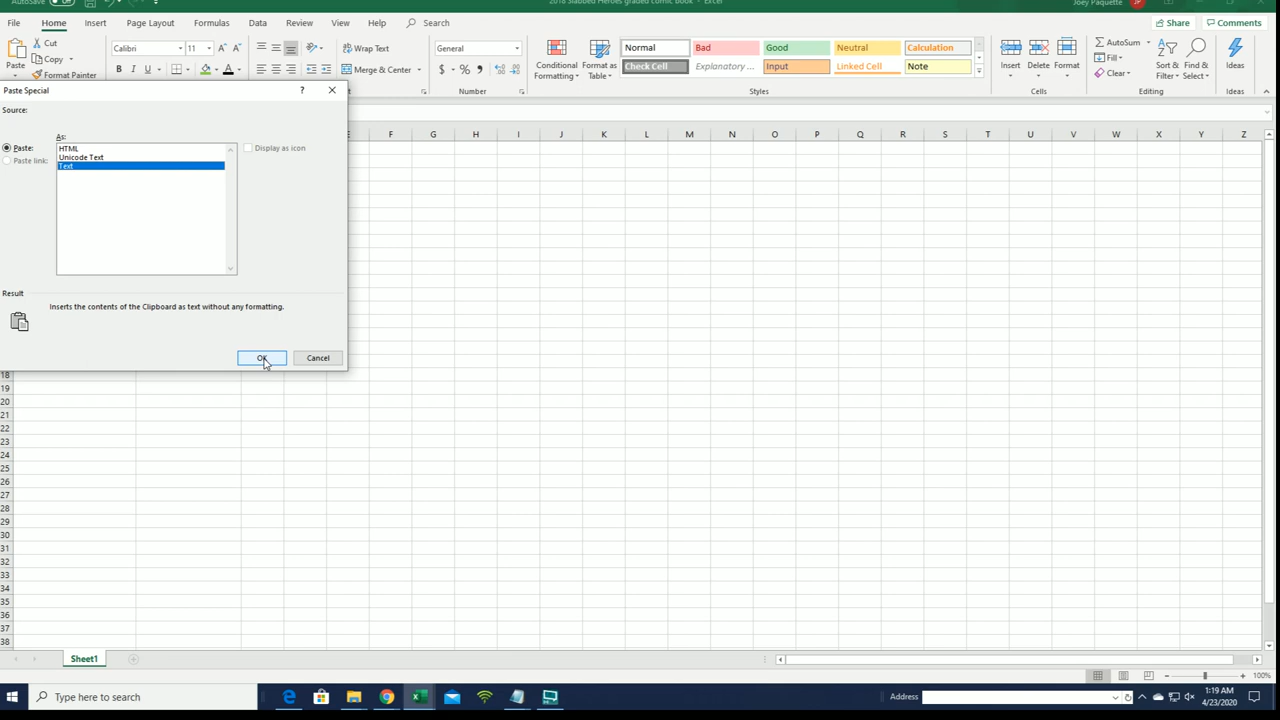 AutoSave Off 2018 Slabbed Heroes graded comic book - Excel Joey Paquette JP
File Home Insert Page Layout Formulas Data Review View Help Search Share Comments
Cut Calibri 11 Wrap Text General Normal Bad Good Neutral Calculation AutoSum
Copy Fill
Paste Format Painter B I U Merge & Center $ % Conditional Formatting Format as Table Check Cell Explanatory ... Input Linked Cell Note Insert Delete Format Clear Sort & Filter Find & Select Ideas
Number Styles Cells Editing Ideas
Paste Special ?
Source:
As:
Paste: HTML Display as icon
Paste link: Unicode Text
Text
Result
Inserts the contents of the Clipboard as text without any formatting.
OK Cancel
E F G H I J K L M N O P Q R S T U V W X Y Z
18
19
20
21
22
23
24
25
26
27
28
29
30
31
32
33
34
35
36
37
38
Sheet1
100%
Type here to search Address 1:19 AM
4/23/2020